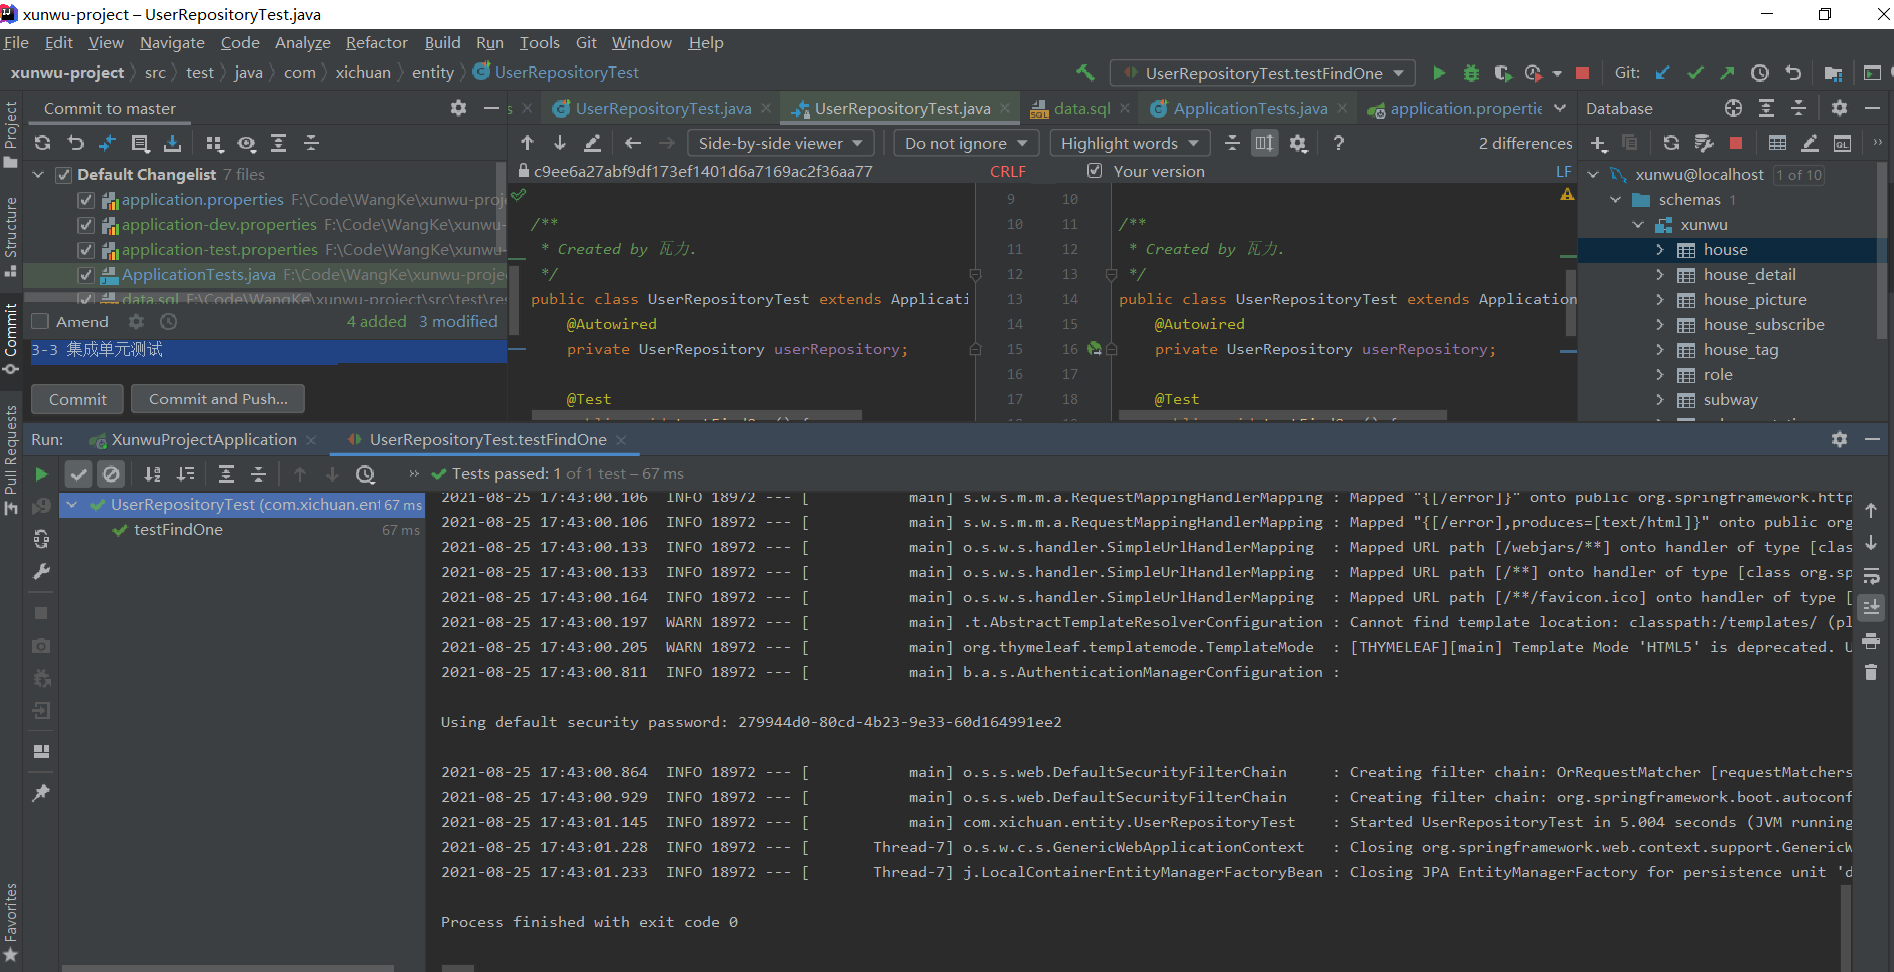 xunwu-project – UserRepositoryTest.java
File Edit View Navigate Code Analyze Refactor Build Run Tools Git Window Help
xunwu-project src test java com xichuan entity UserRepositoryTest
UserRepositoryTest.testFindOne Git:
Project
Structure
Commit
Pull Requests
Favorites
Commit to master
Default Changelist 7 files
application.properties F:\Code\WangKe\xunwu-proj
application-dev.properties F:\Code\WangKe\xunwu-
application-test.properties F:\Code\WangKe\xunwu-
ApplicationTests.java F:\Code\WangKe\xunwu-proje
data.sql F:\Code\WangKe\xunwu-project\src\test\res
Amend 4 added 3 modified
3-3 集成单元测试
Commit Commit and Push...
s UserRepositoryTest.java UserRepositoryTest.java data.sql ApplicationTests.java application.propertie
Side-by-side viewer Do not ignore Highlight words ? 2 differences
c9ee6a27abf9df173ef1401d6a7169ac2f36aa77 CRLF Your version LF
9 10
/** 10 11 /**
* Created by 瓦力. 11 12 * Created by 瓦力.
*/ 12 13 */
public class UserRepositoryTest extends Applicati 13 14 public class UserRepositoryTest extends Application
@Autowired 14 15 @Autowired
private UserRepository userRepository; 15 16 private UserRepository userRepository;
16 17
@Test 17 18 @Test
Database
xunwu@localhost 1 of 10
schemas 1
xunwu
house
house_detail
house_picture
house_subscribe
house_tag
role
subway
Run: XunwuProjectApplication UserRepositoryTest.testFindOne
Tests passed: 1 of 1 test – 67 ms
UserRepositoryTest (com.xichuan.ent 67 ms
testFindOne 67 ms
2021-08-25 17:43:00.106 INFO 18972 --- [ main] s.w.s.m.m.a.RequestMappingHandlerMapping : Mapped "{[/error]}" onto public org.springframework.http
2021-08-25 17:43:00.106 INFO 18972 --- [ main] s.w.s.m.m.a.RequestMappingHandlerMapping : Mapped "{[/error],produces=[text/html]}" onto public org
2021-08-25 17:43:00.133 INFO 18972 --- [ main] o.s.w.s.handler.SimpleUrlHandlerMapping : Mapped URL path [/webjars/**] onto handler of type [clas
2021-08-25 17:43:00.133 INFO 18972 --- [ main] o.s.w.s.handler.SimpleUrlHandlerMapping : Mapped URL path [/**] onto handler of type [class org.sp
2021-08-25 17:43:00.164 INFO 18972 --- [ main] o.s.w.s.handler.SimpleUrlHandlerMapping : Mapped URL path [/**/favicon.ico] onto handler of type [
2021-08-25 17:43:00.197 WARN 18972 --- [ main] .t.AbstractTemplateResolverConfiguration : Cannot find template location: classpath:/templates/ (pl
2021-08-25 17:43:00.205 WARN 18972 --- [ main] org.thymeleaf.templatemode.TemplateMode : [THYMELEAF][main] Template Mode 'HTML5' is deprecated. U
2021-08-25 17:43:00.811 INFO 18972 --- [ main] b.a.s.AuthenticationManagerConfiguration :
Using default security password: 279944d0-80cd-4b23-9e33-60d164991ee2
2021-08-25 17:43:00.864 INFO 18972 --- [ main] o.s.s.web.DefaultSecurityFilterChain : Creating filter chain: OrRequestMatcher [requestMatchers
2021-08-25 17:43:00.929 INFO 18972 --- [ main] o.s.s.web.DefaultSecurityFilterChain : Creating filter chain: org.springframework.boot.autoconf
2021-08-25 17:43:01.145 INFO 18972 --- [ main] com.xichuan.entity.UserRepositoryTest : Started UserRepositoryTest in 5.004 seconds (JVM running
2021-08-25 17:43:01.228 INFO 18972 --- [ Thread-7] o.s.w.c.s.GenericWebApplicationContext : Closing org.springframework.web.context.support.GenericW
2021-08-25 17:43:01.233 INFO 18972 --- [ Thread-7] j.LocalContainerEntityManagerFactoryBean : Closing JPA EntityManagerFactory for persistence unit 'd
Process finished with exit code 0